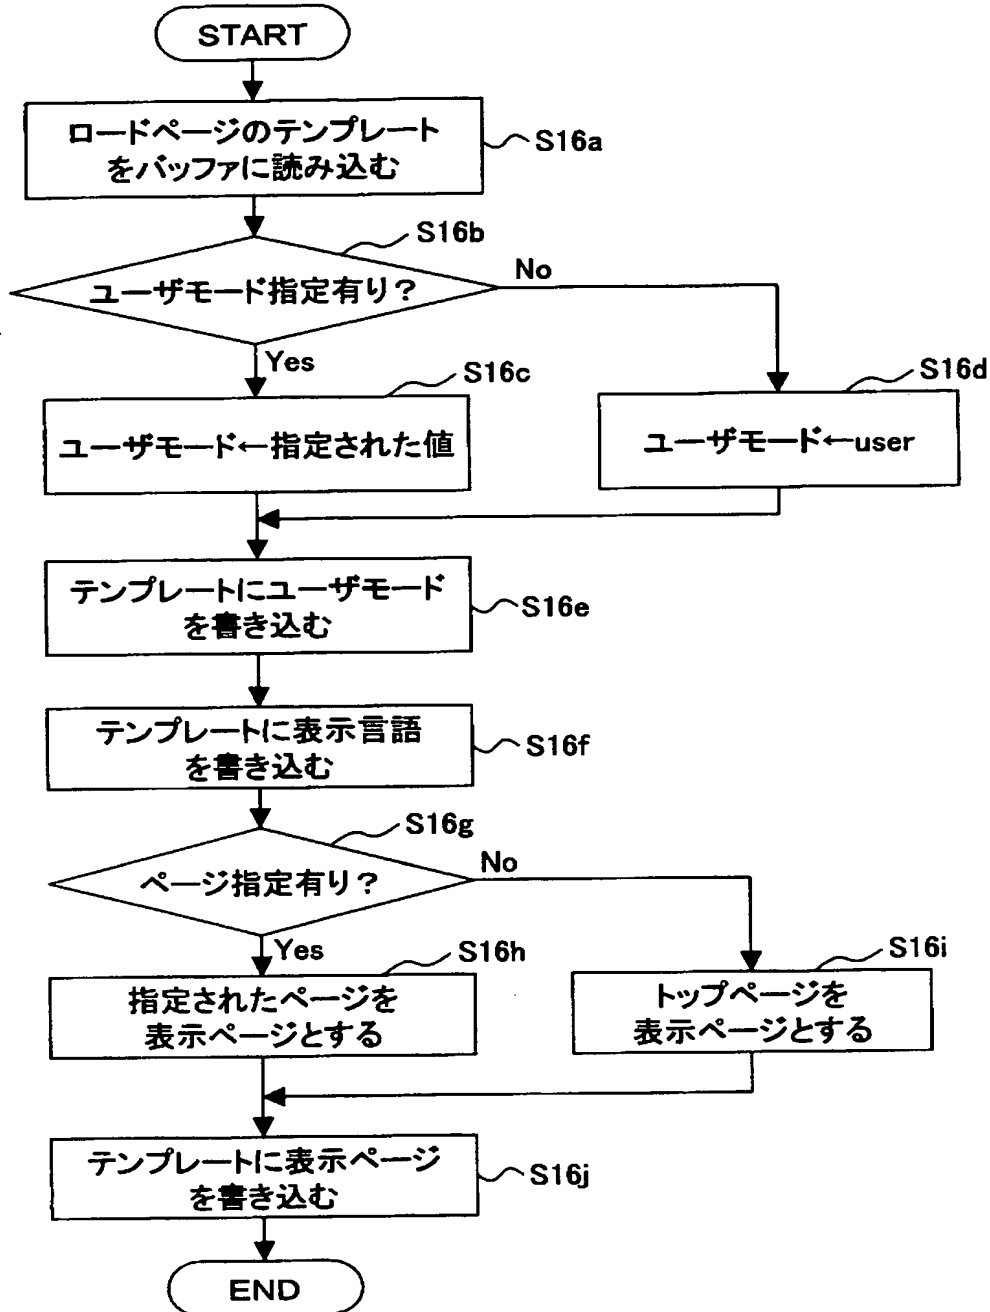 START
ロードページのテンプレート
をバッファに読み込む
S16a
S16b
ユーザモード指定有り？
No
Yes
S16c
ユーザモード←指定された値
S16d
ユーザモード←user
テンプレートにユーザモード
を書き込む
S16e
テンプレートに表示言語
を書き込む
S16f
S16g
ページ指定有り？
No
Yes
S16h
指定されたページを
表示ページとする
S16i
トップページを
表示ページとする
テンプレートに表示ページ
を書き込む
S16j
END